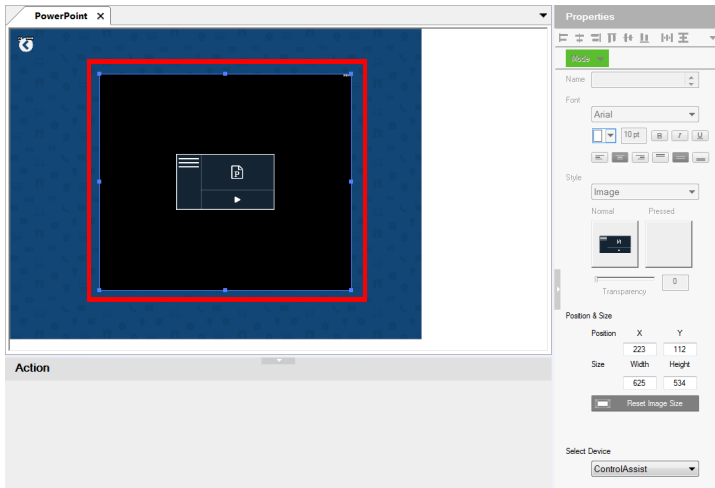 PowerPoint X
Properties
Mode
Name
Font
Arial
10 pt B I U
Style
Image
Normal Pressed
P
Transparency 0
Position & Size
Position X Y
223 112
Size Width Height
625 534
Reset Image Size
Action
Select Device
ControlAssist